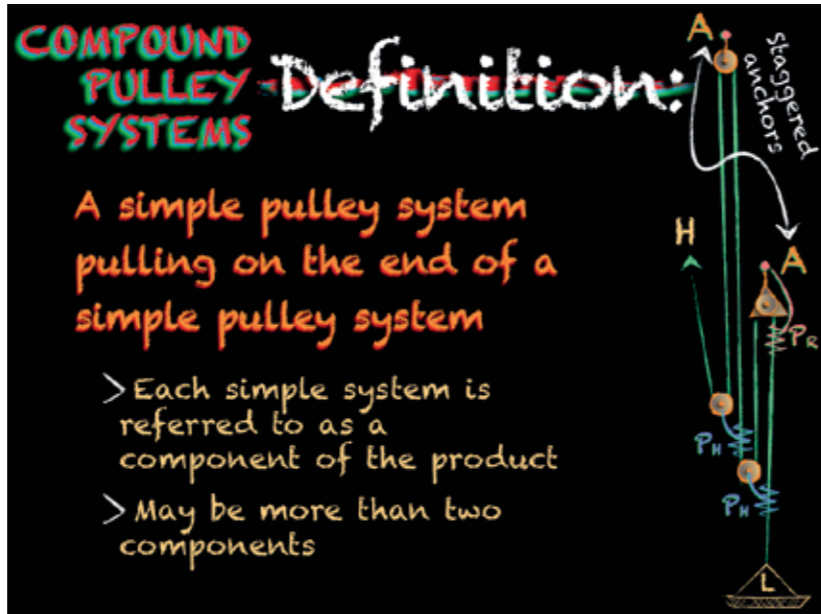 COMPOUND
PULLEY
SYSTEMS
Definition:
A simple pulley system
pulling on the end of a
simple pulley system
>Each simple system is
referred to as a
component of the product
>May be more than two
components
A
Staggered
anchors
H
A
PR
PH
PH
L